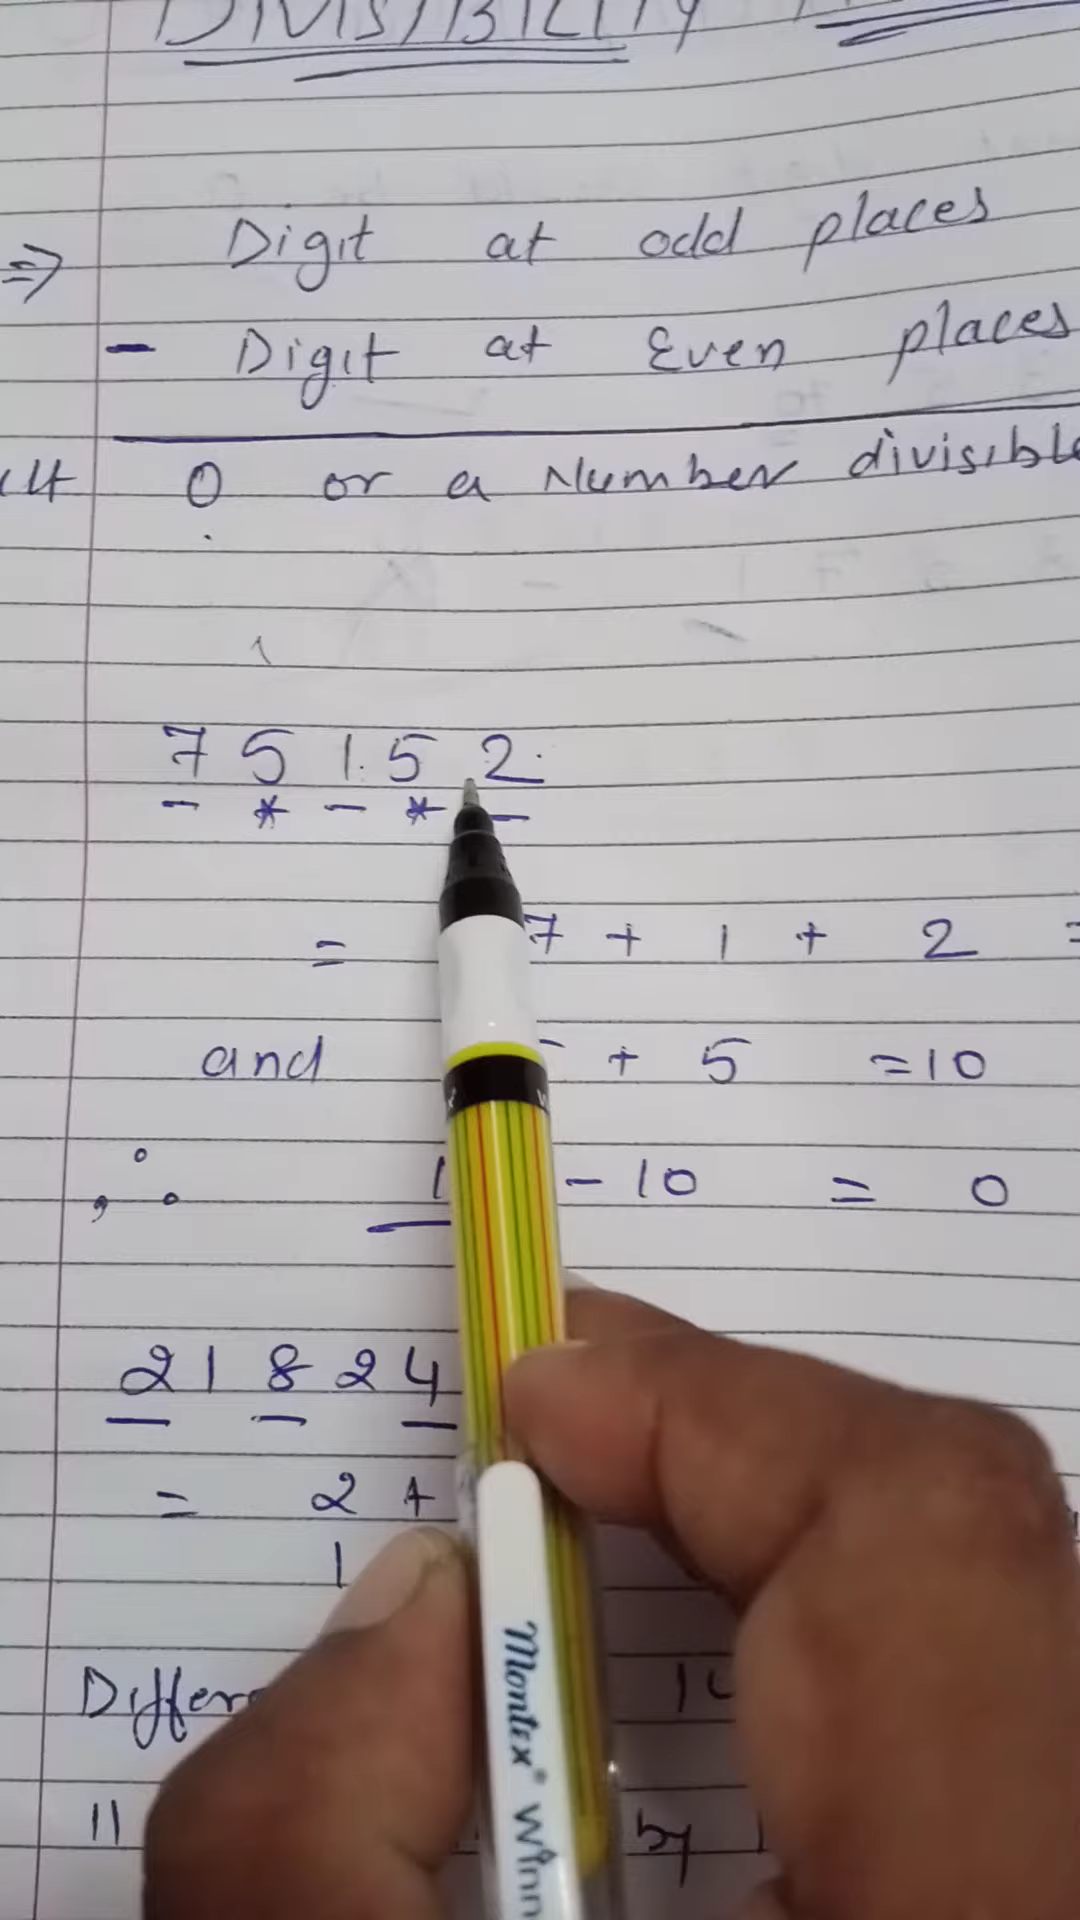 DIVISIBILITY
⇒ Digit at odd places
- Digit at Even places
0 or a Number divisible
7 5 1 5 2
- * - * -
= 7 + 1 + 2 =
and + 5 = 10
∴ 1 - 10 = 0
2 1 8 2 4
= 2 +
1
Differ
11 by 1
Montex® Winn